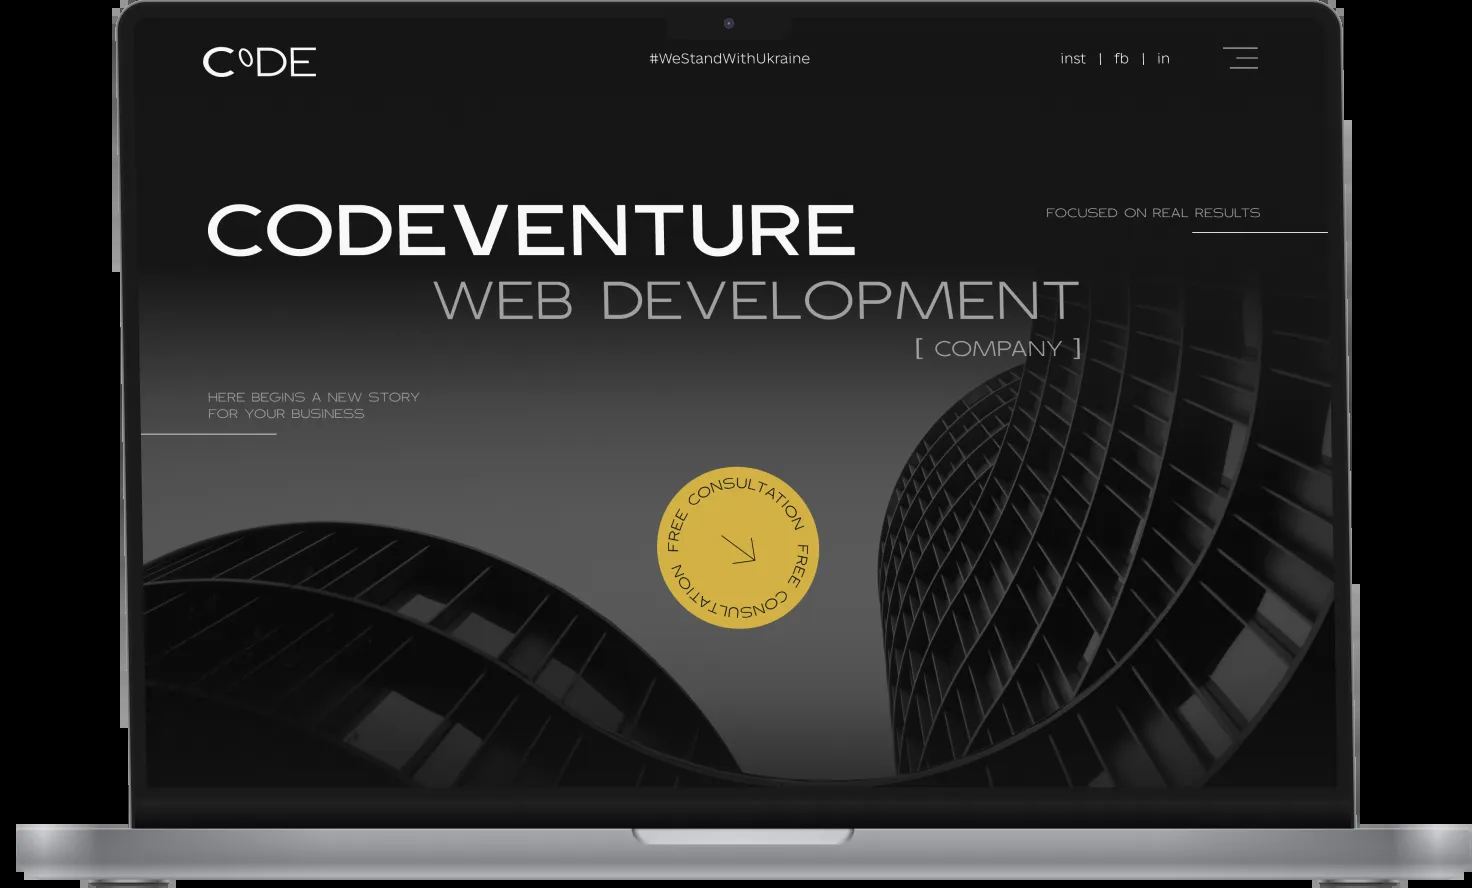 CODE
#WeStandWithUkraine
inst | fb | in
CODEVENTURE
FOCUSED ON REAL RESULTS
WEB DEVELOPMENT
[ COMPANY ]
HERE BEGINS A NEW STORY
FOR YOUR BUSINESS
FREE CONSULTATION FREE CONSULTATION